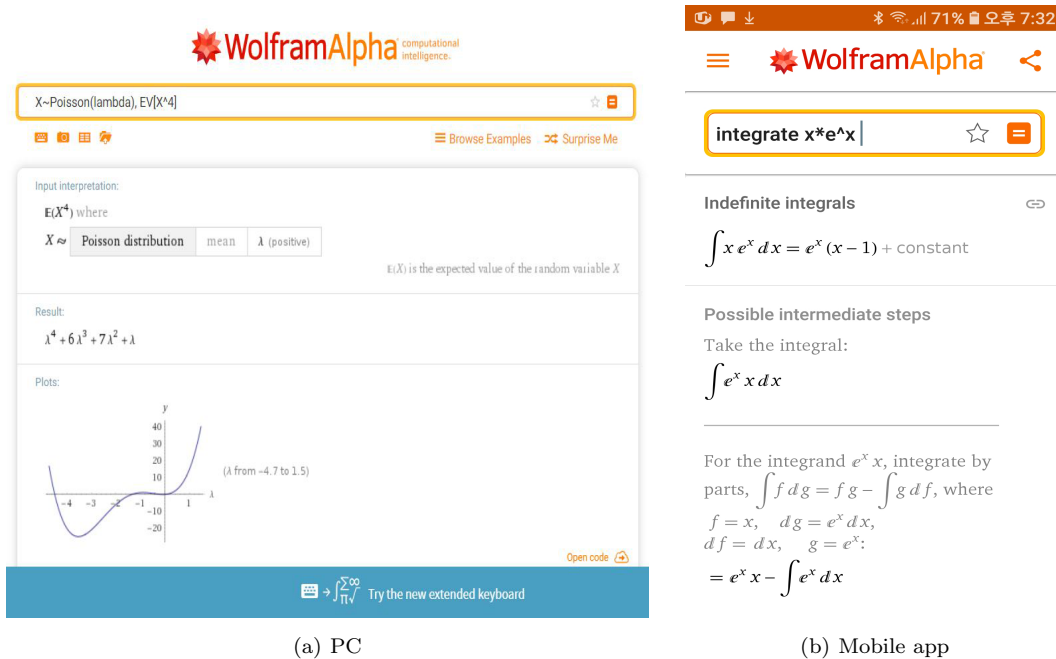 WolframAlpha computational intelligence.
X~Poisson(lambda), EV[X^4]
Browse Examples Surprise Me
Input interpretation:
𝔼(X⁴) where
X ≈ Poisson distribution mean λ (positive)
𝔼(X) is the expected value of the random variable X
Result:
λ⁴ + 6 λ³ + 7 λ² + λ
Plots:
y
40
30
20
10
-4 -3 -2 -1 1 λ
-10
-20
(λ from -4.7 to 1.5)
Open code
→ ∫Σ∞π√ Try the new extended keyboard
(a) PC
71% 오후 7:32
WolframAlpha
integrate x*e^x
Indefinite integrals
∫x eˣ dx = eˣ (x − 1) + constant
Possible intermediate steps
Take the integral:
∫eˣ x dx
For the integrand eˣ x, integrate by
parts, ∫f dg = f g − ∫g df, where
f = x, dg = eˣ dx,
df = dx, g = eˣ:
= eˣ x − ∫eˣ dx
(b) Mobile app